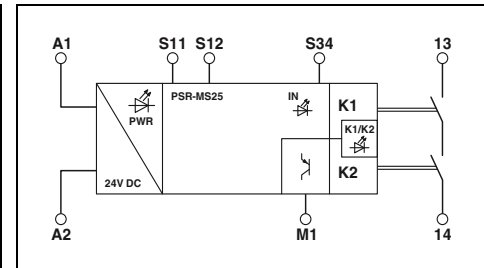 A1 S11 S12 S34 13
PSR-MS25 IN K1
PWR K1/K2
24V DC K2
A2 M1 14